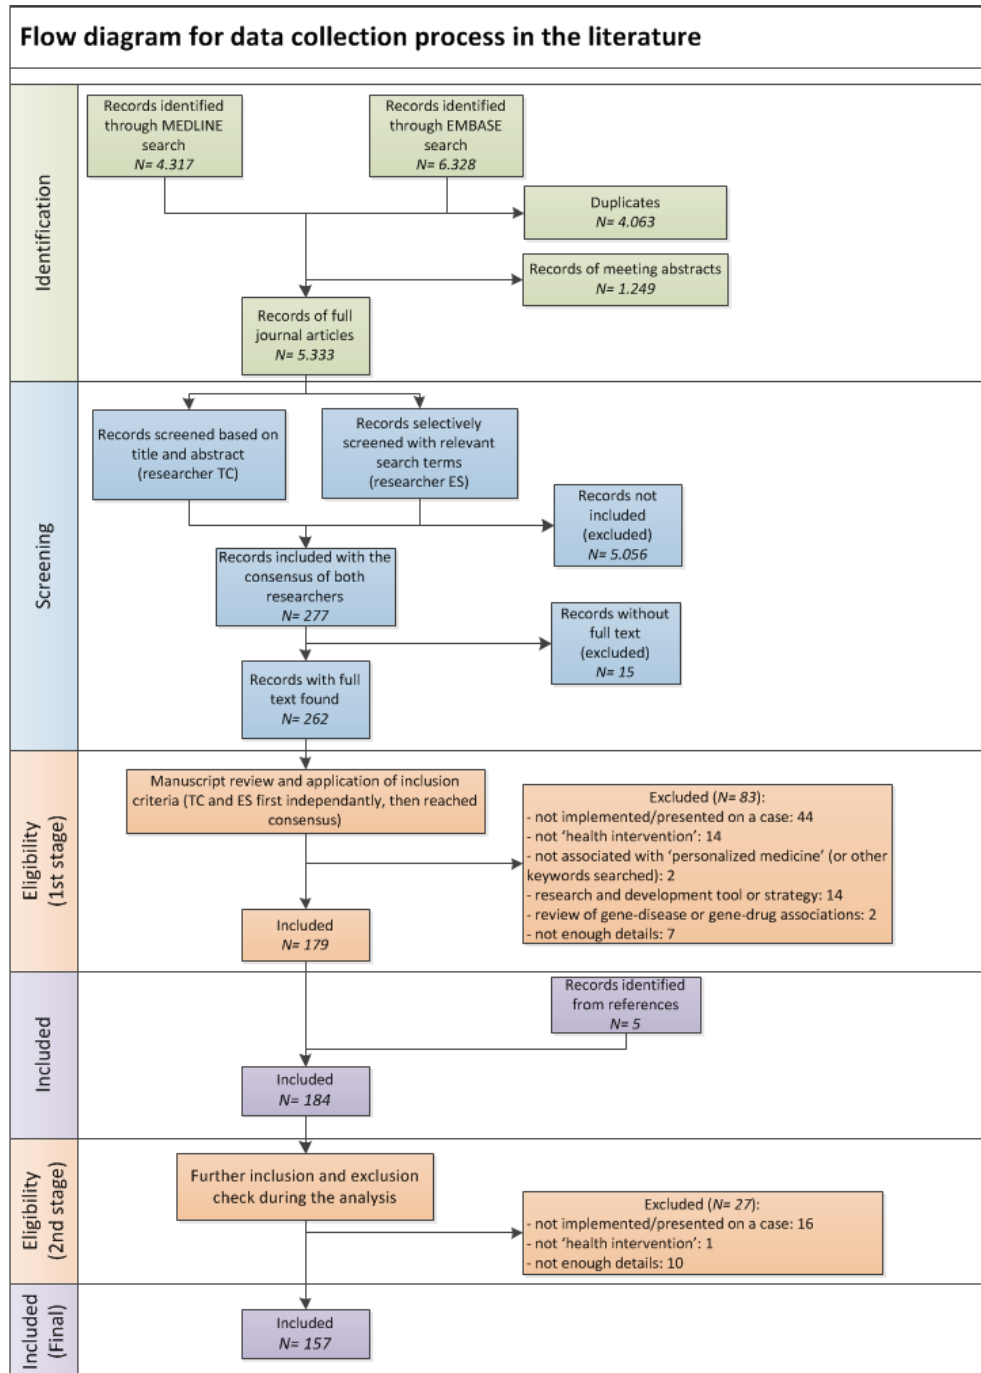 Flow diagram for data collection process in the literature
Identification
Records identified
through MEDLINE
search
N= 4.317
Records identified
through EMBASE
search
N= 6.328
Duplicates
N= 4.063
Records of meeting abstracts
N= 1.249
Records of full
journal articles
N= 5.333
Screening
Records screened based on
title and abstract
(researcher TC)
Records selectively
screened with relevant
search terms
(researcher ES)
Records not
included
(excluded)
N= 5.056
Records included with the
consensus of both
researchers
N= 277
Records without
full text
(excluded)
N= 15
Records with full
text found
N= 262
Eligibility
(1st stage)
Manuscript review and application of inclusion
criteria (TC and ES first independantly, then reached
consensus)
Excluded (N= 83):
- not implemented/presented on a case: 44
- not ‘health intervention’: 14
- not associated with ‘personalized medicine’ (or other
keywords searched): 2
- research and development tool or strategy: 14
- review of gene-disease or gene-drug associations: 2
- not enough details: 7
Included
N= 179
Included
Records identified
from references
N= 5
Included
N= 184
Eligibility
(2nd stage)
Further inclusion and exclusion
check during the analysis
Excluded (N= 27):
- not implemented/presented on a case: 16
- not ‘health intervention’: 1
- not enough details: 10
Included
(Final)
Included
N= 157